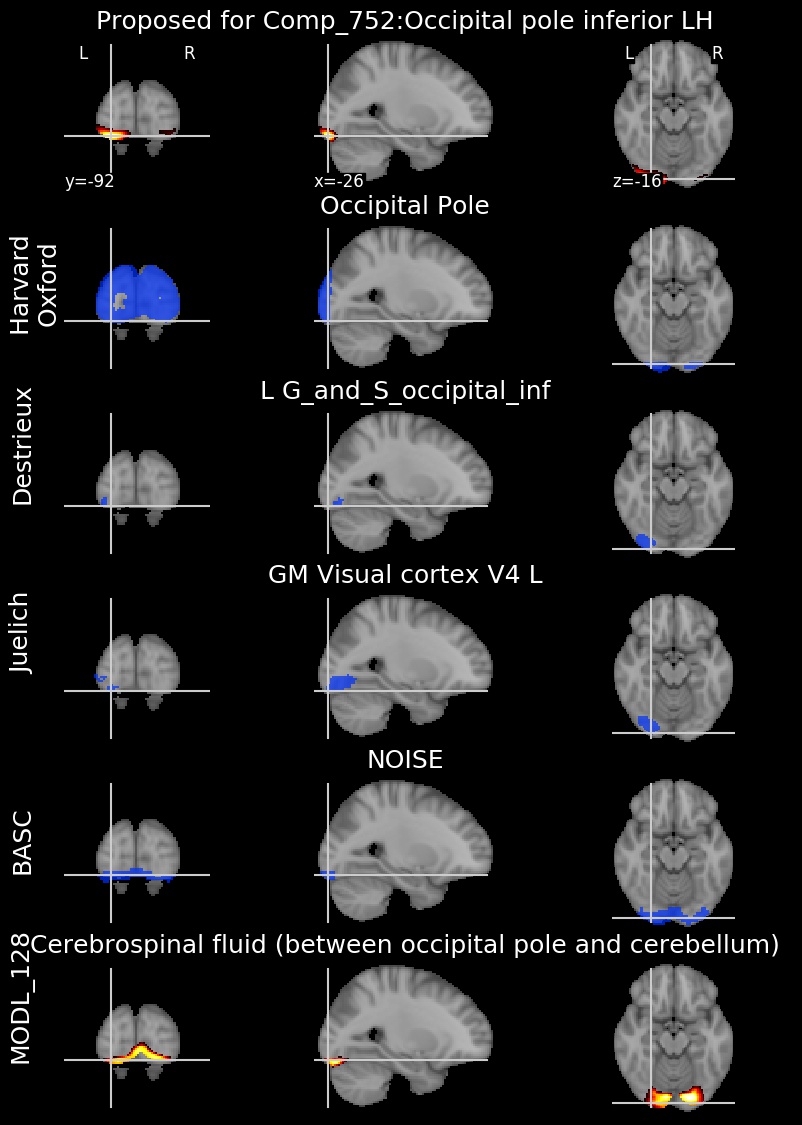 Proposed for Comp_752:Occipital pole inferior LH
L R L R
y=-92 x=-26 z=-16
Occipital Pole
Harvard
Oxford
L G_and_S_occipital_inf
Destrieux
GM Visual cortex V4 L
Juelich
NOISE
BASC
Cerebrospinal fluid (between occipital pole and cerebellum)
MODL_128